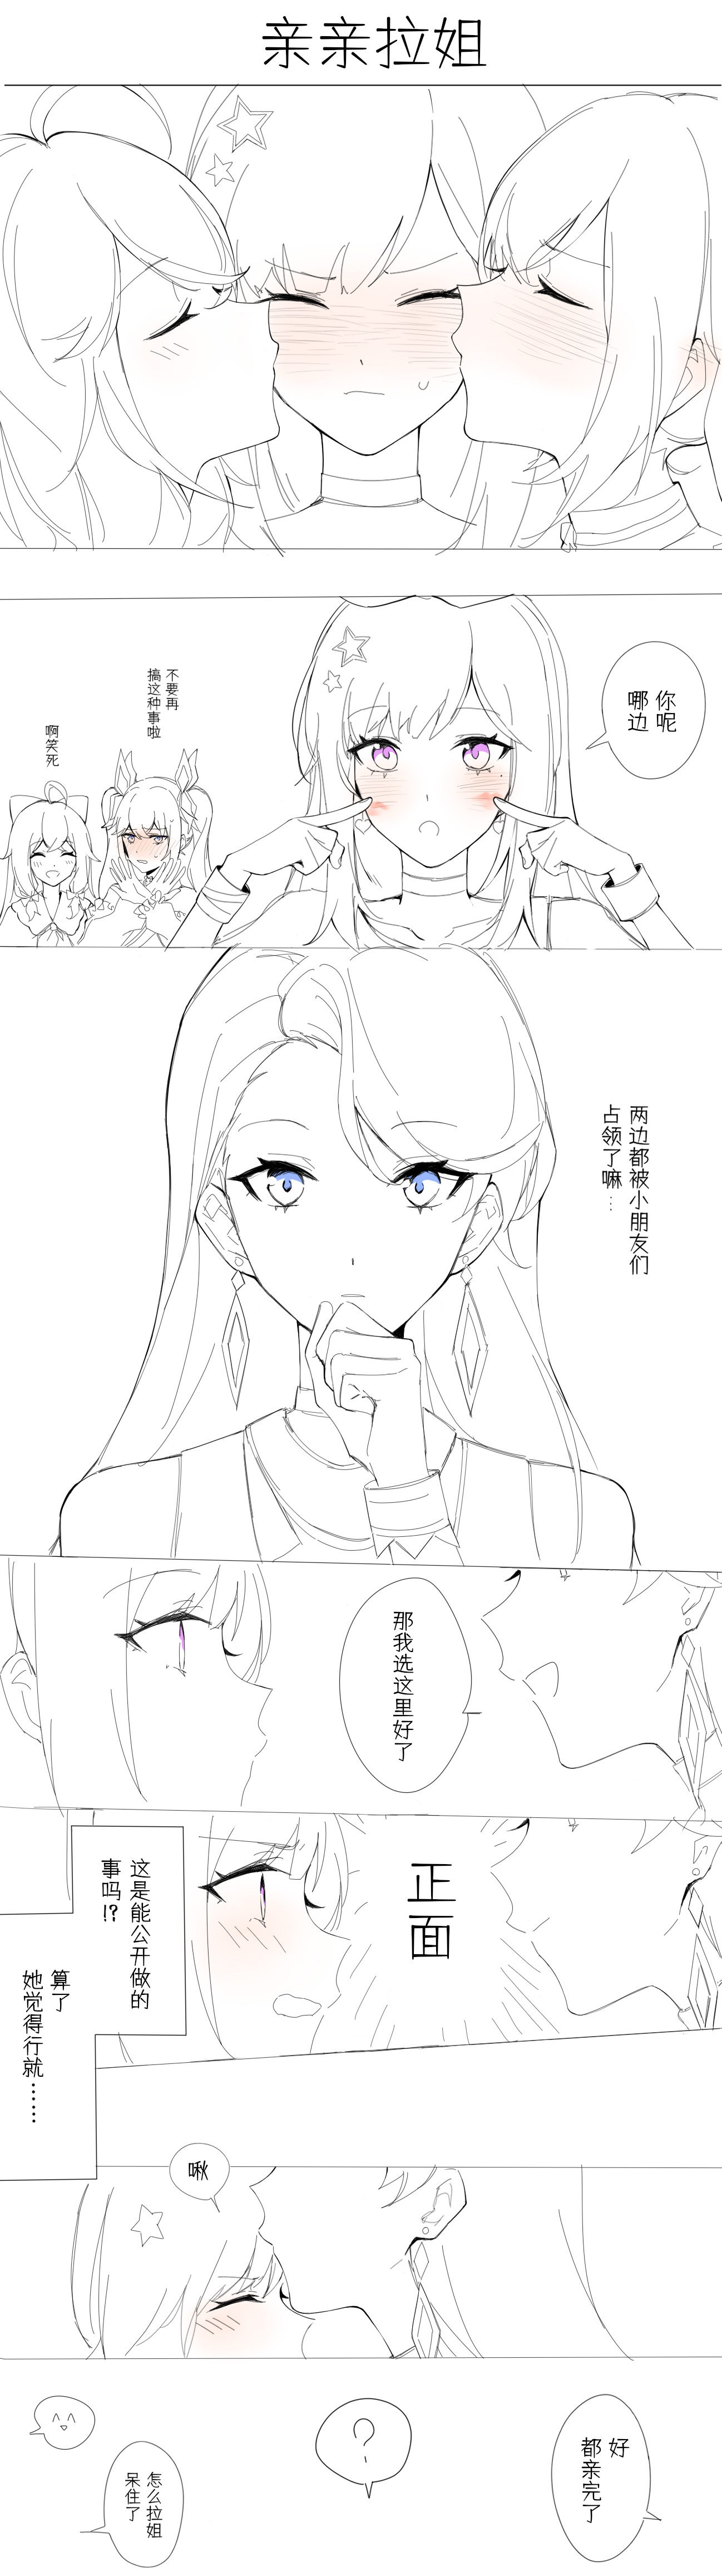 亲亲拉姐
你呢
哪边
不要再
搞这种事啦
啊笑死
两边都被小朋友们
占领了嘛…
那我选这里好了
正面
这是能公开做的
事吗!?
算了
她觉得行就……
啾
好
都亲完了
?
怎么拉姐
呆住了